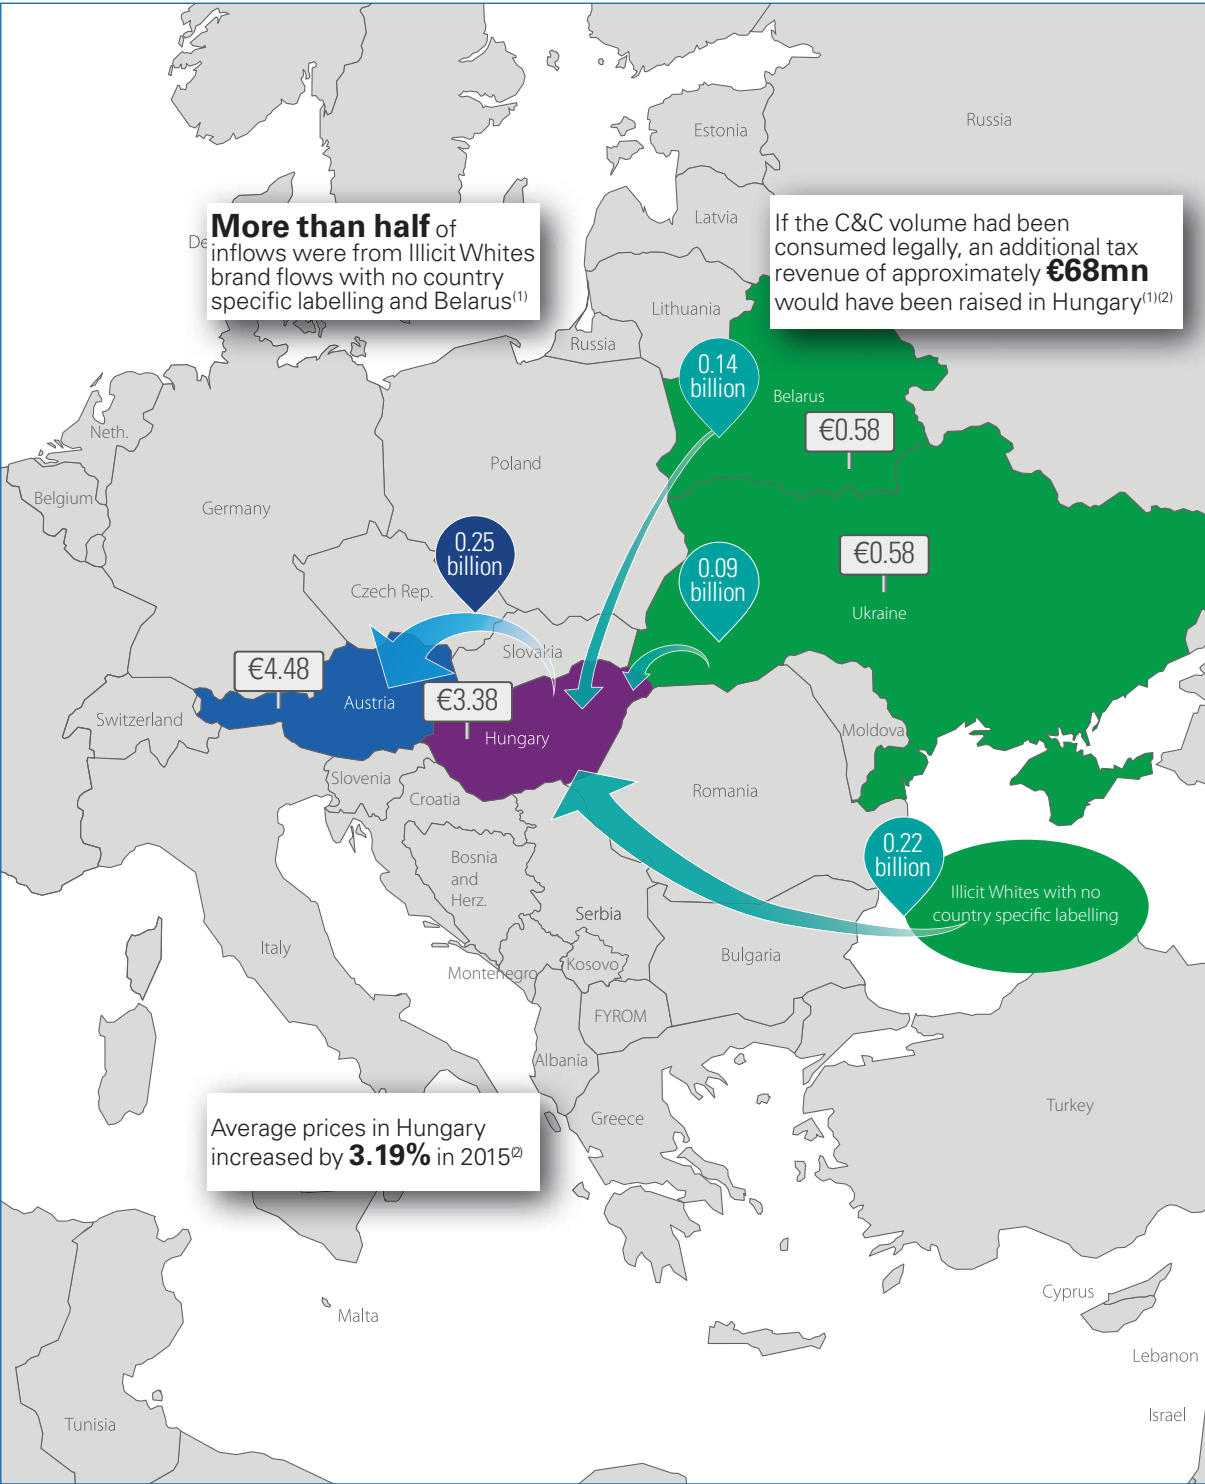 Estonia
Russia
Latvia
De
More than half of
inflows were from Illicit Whites
brand flows with no country
specific labelling and Belarus(1)
If the C&C volume had been
consumed legally, an additional tax
revenue of approximately €68mn
would have been raised in Hungary(1)(2)
Lithuania
Russia
0.14
billion
Belarus
€0.58
Neth.
Poland
Belgium
Germany
0.25
billion
€0.58
0.09
billion
Czech Rep.
Ukraine
Slovakia
€4.48
€3.38
Austria
Switzerland
Moldova
Hungary
Slovenia
Croatia
Romania
0.22
billion
Bosnia
and
Herz.
Illicit Whites with no
country specific labelling
Serbia
Italy
Bulgaria
Kosovo
Montenegro
FYROM
Albania
Turkey
Greece
Average prices in Hungary
increased by 3.19% in 2015(2)
Cyprus
Malta
Lebanon
Israel
Tunisia